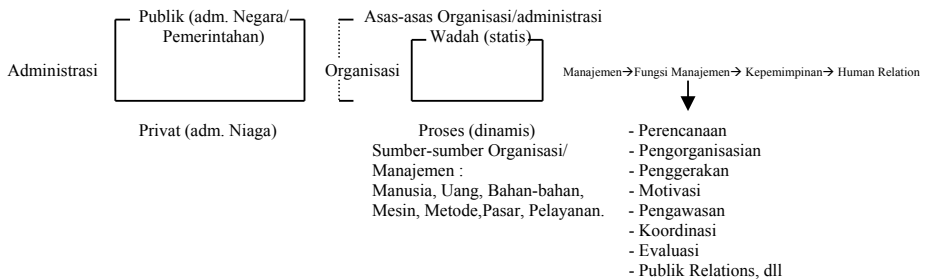 Publik (adm. Negara/
Pemerintahan)
Administrasi
Privat (adm. Niaga)
Asas-asas Organisasi/administrasi
Wadah (statis)
Organisasi
Proses (dinamis)
Sumber-sumber Organisasi/
Manajemen :
Manusia, Uang, Bahan-bahan,
Mesin, Metode,Pasar, Pelayanan.
Manajemen→Fungsi Manajemen→ Kepemimpinan→ Human Relation
- Perencanaan
- Pengorganisasian
- Penggerakan
- Motivasi
- Pengawasan
- Koordinasi
- Evaluasi
- Publik Relations, dll